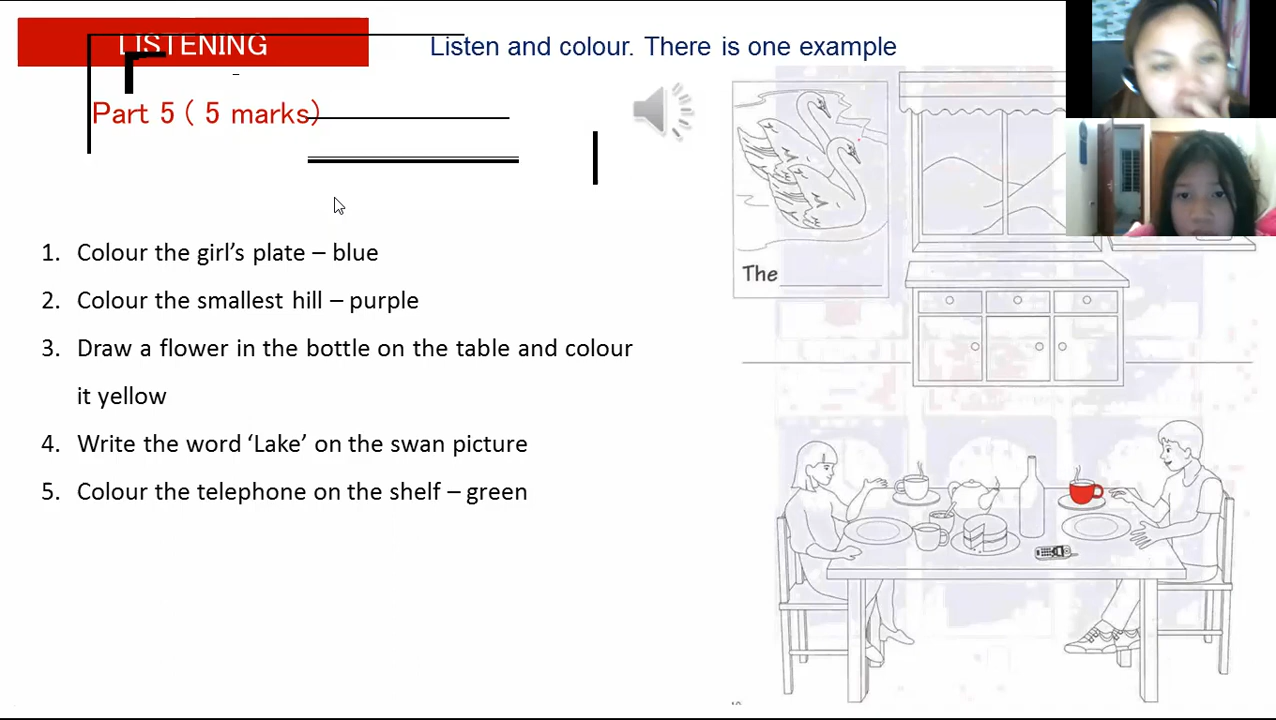 LISTENING
Listen and colour. There is one example
Part 5 ( 5 marks)
1. Colour the girl's plate – blue
2. Colour the smallest hill – purple
3. Draw a flower in the bottle on the table and colour
it yellow
4. Write the word ‘Lake’ on the swan picture
5. Colour the telephone on the shelf – green
The